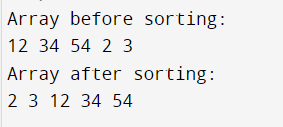 Array before sorting:
12 34 54 2 3
Array after sorting:
2 3 12 34 54